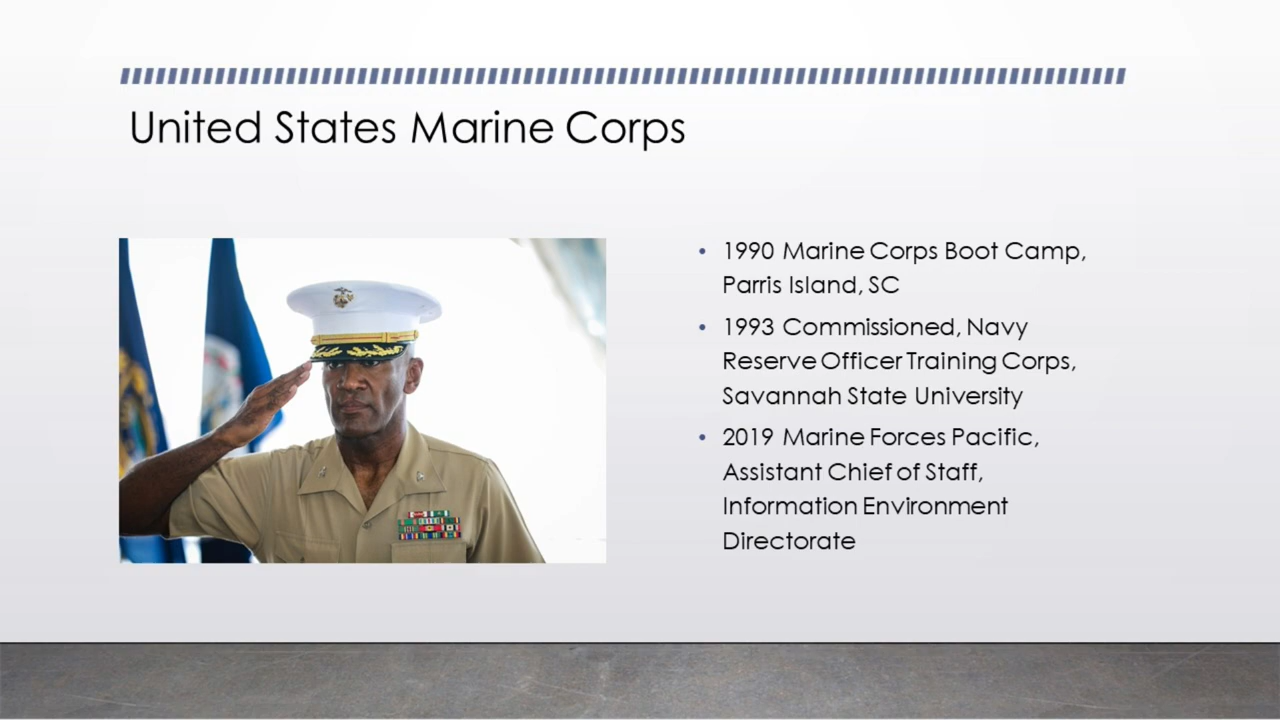 United States Marine Corps
• 1990 Marine Corps Boot Camp,
Parris Island, SC
• 1993 Commissioned, Navy
Reserve Officer Training Corps,
Savannah State University
• 2019 Marine Forces Pacific,
Assistant Chief of Staff,
Information Environment
Directorate